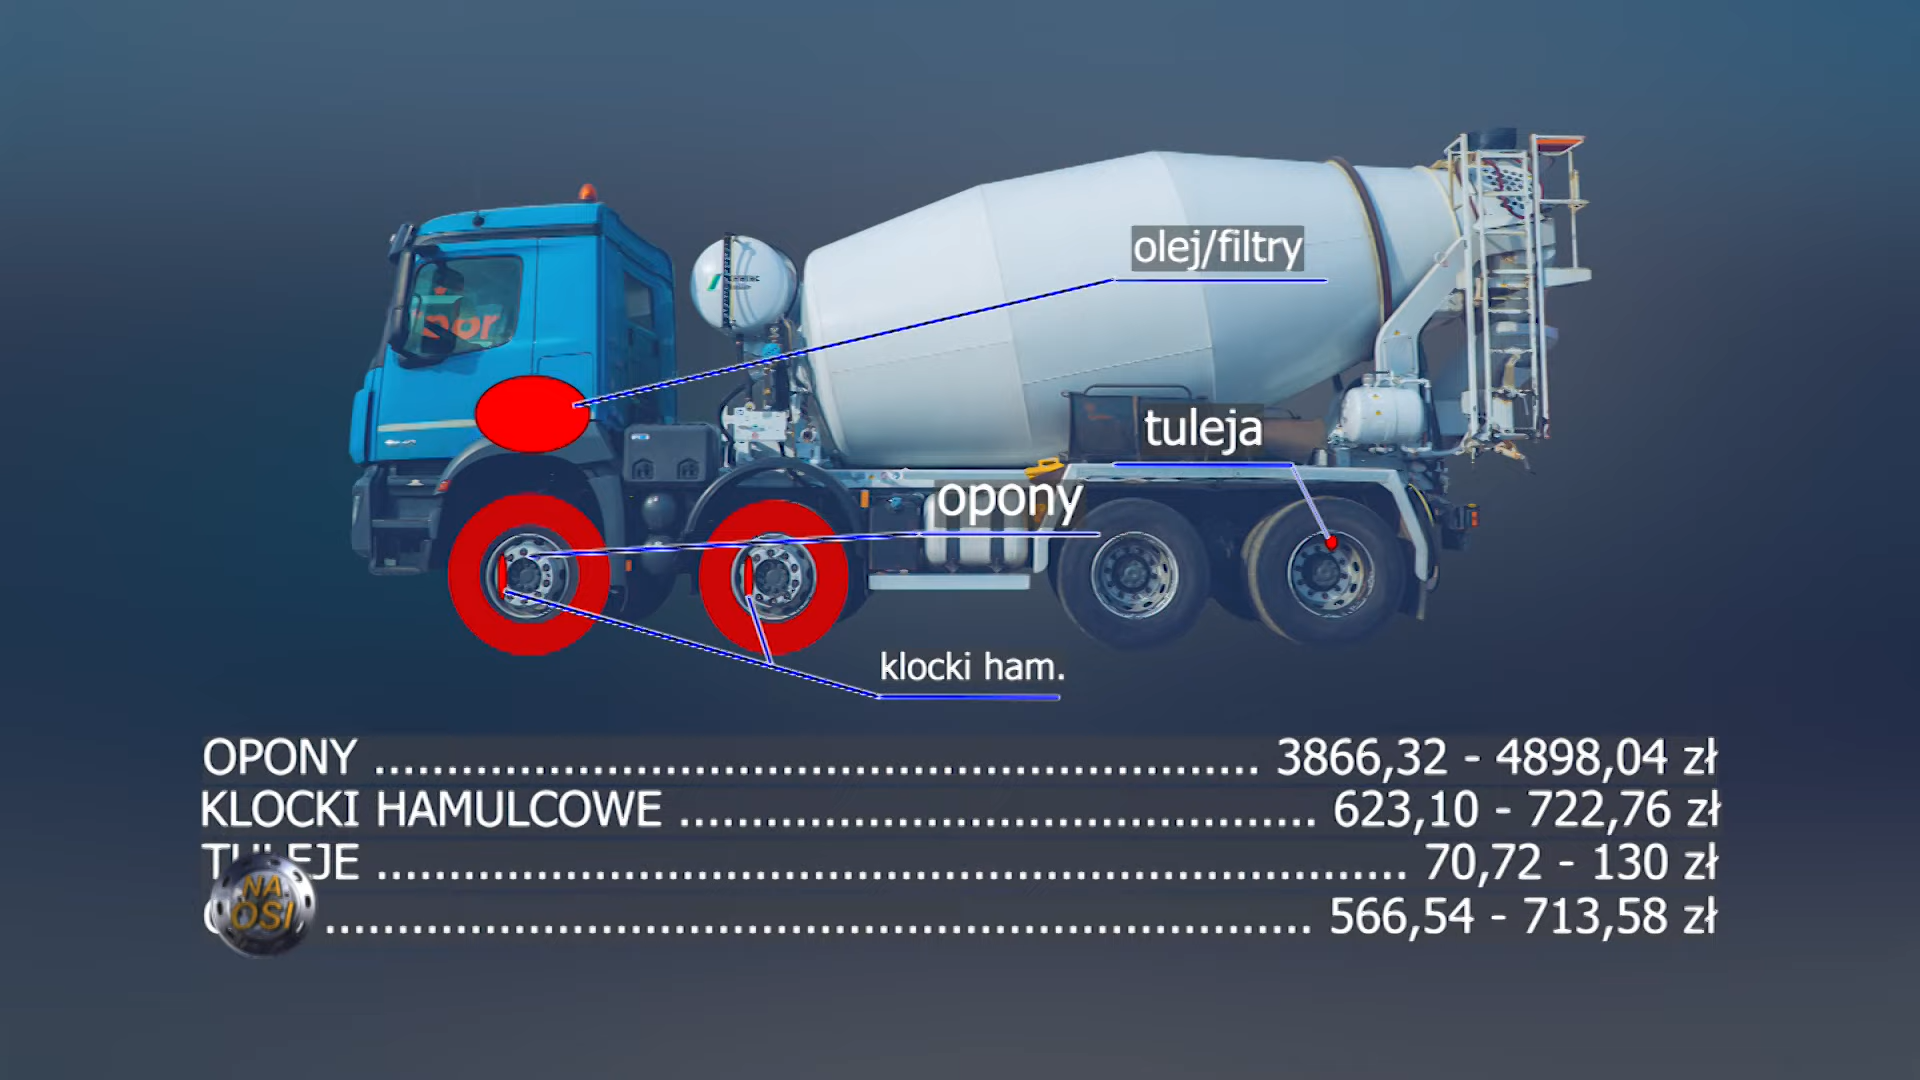 olej/filtry
tuleja
opony
klocki ham.
OPONY ........ 3866,32 - 4898,04 zł
KLOCKI HAMULCOWE ........ 623,10 - 722,76 zł
TULEJE ........ 70,72 - 130 zł
........ 566,54 - 713,58 zł
NA
OSI